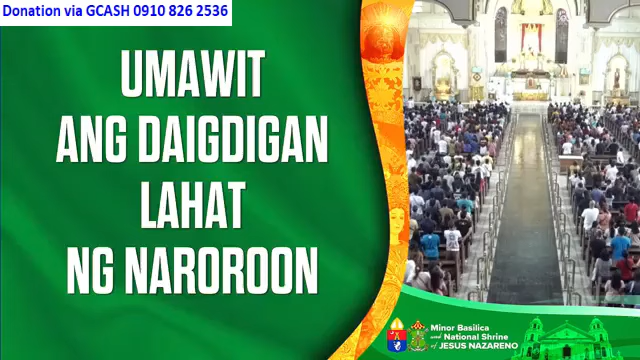 Donation via GCASH 0910 826 2536
UMAWIT
ANG DAIGDIGAN
LAHAT
NG NAROROON
Minor Basilica
and National Shrine
of JESUS NAZARENO